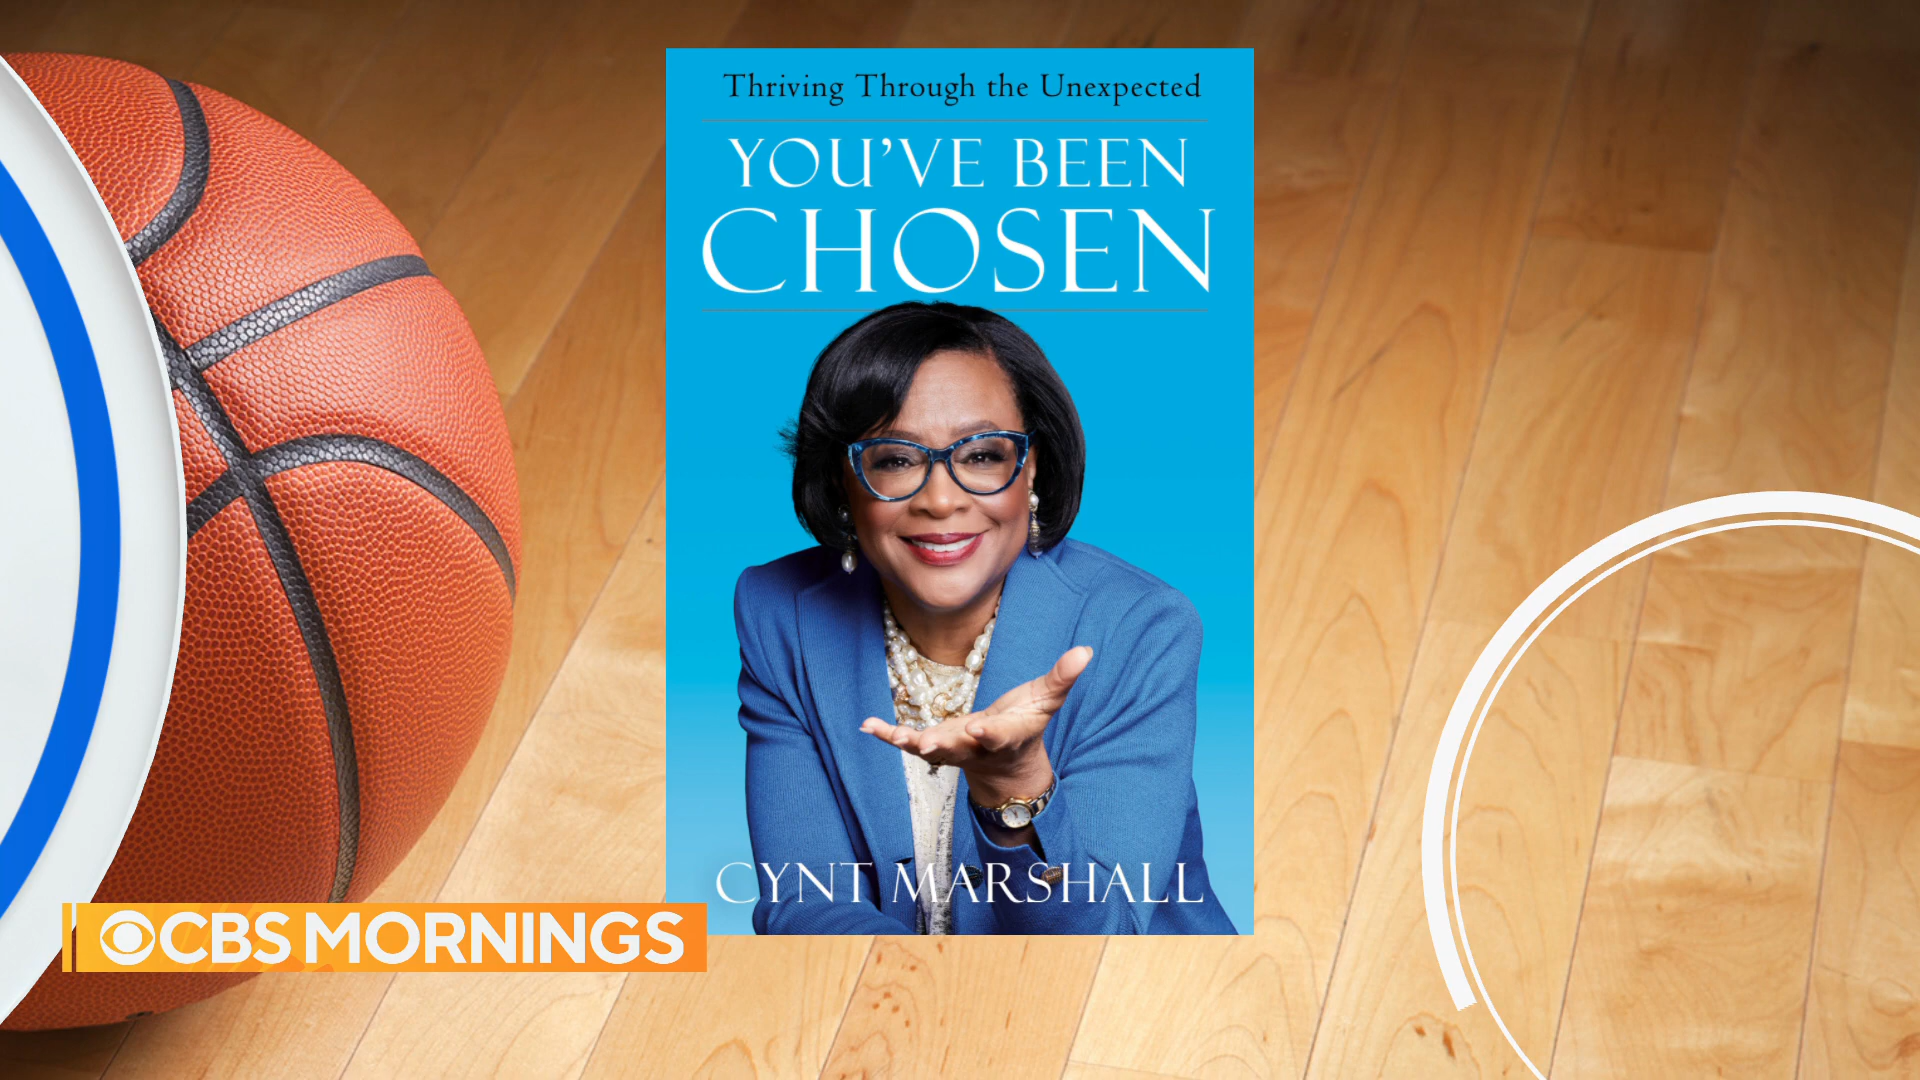 Thriving Through the Unexpected
YOU'VE BEEN
CHOSEN
CYNT MARSHALL
CBS MORNINGS